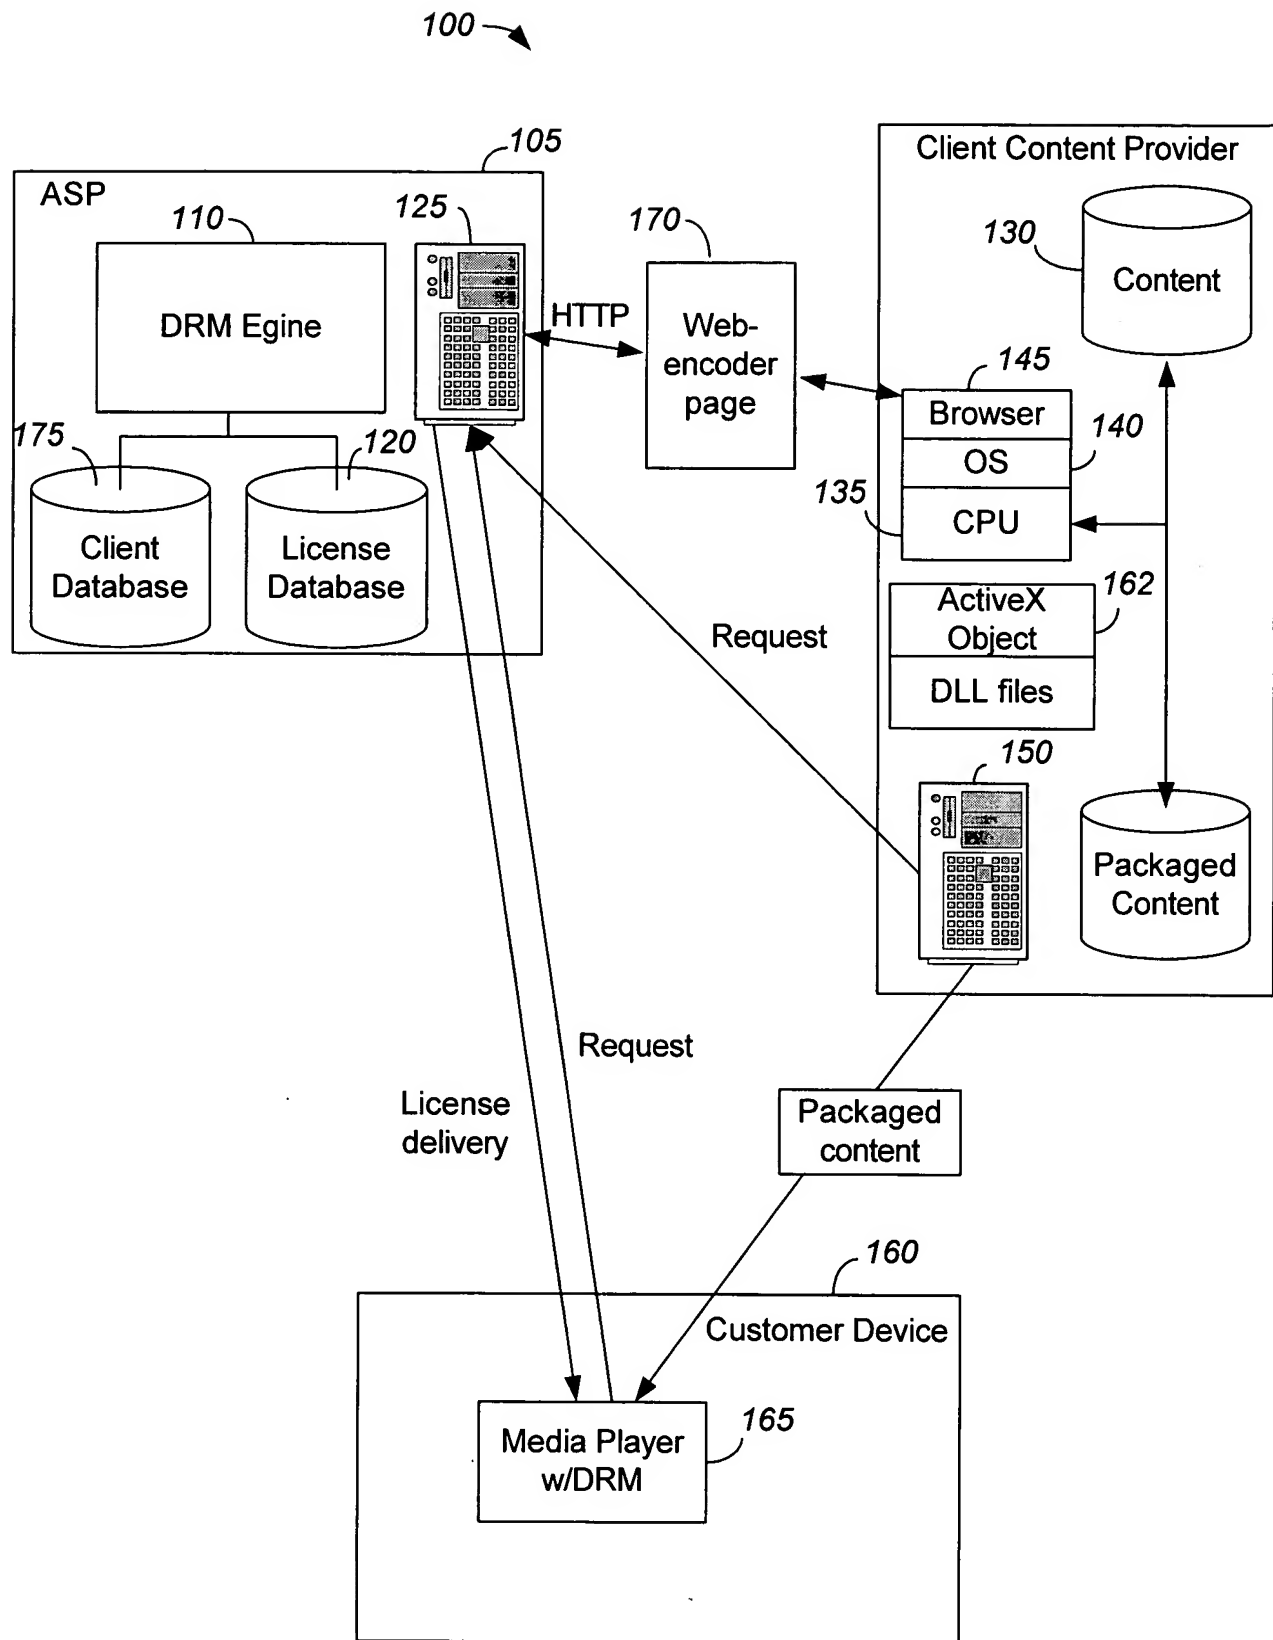 100
105
ASP
110
125
DRM Egine
175
120
Client
Database
License
Database
HTTP
170
Web-
encoder
page
Client Content Provider
130
Content
145
Browser
140
OS
135
CPU
162
ActiveX
Object
DLL files
150
Packaged
Content
Request
Request
License
delivery
Packaged
content
160
Customer Device
165
Media Player
w/DRM